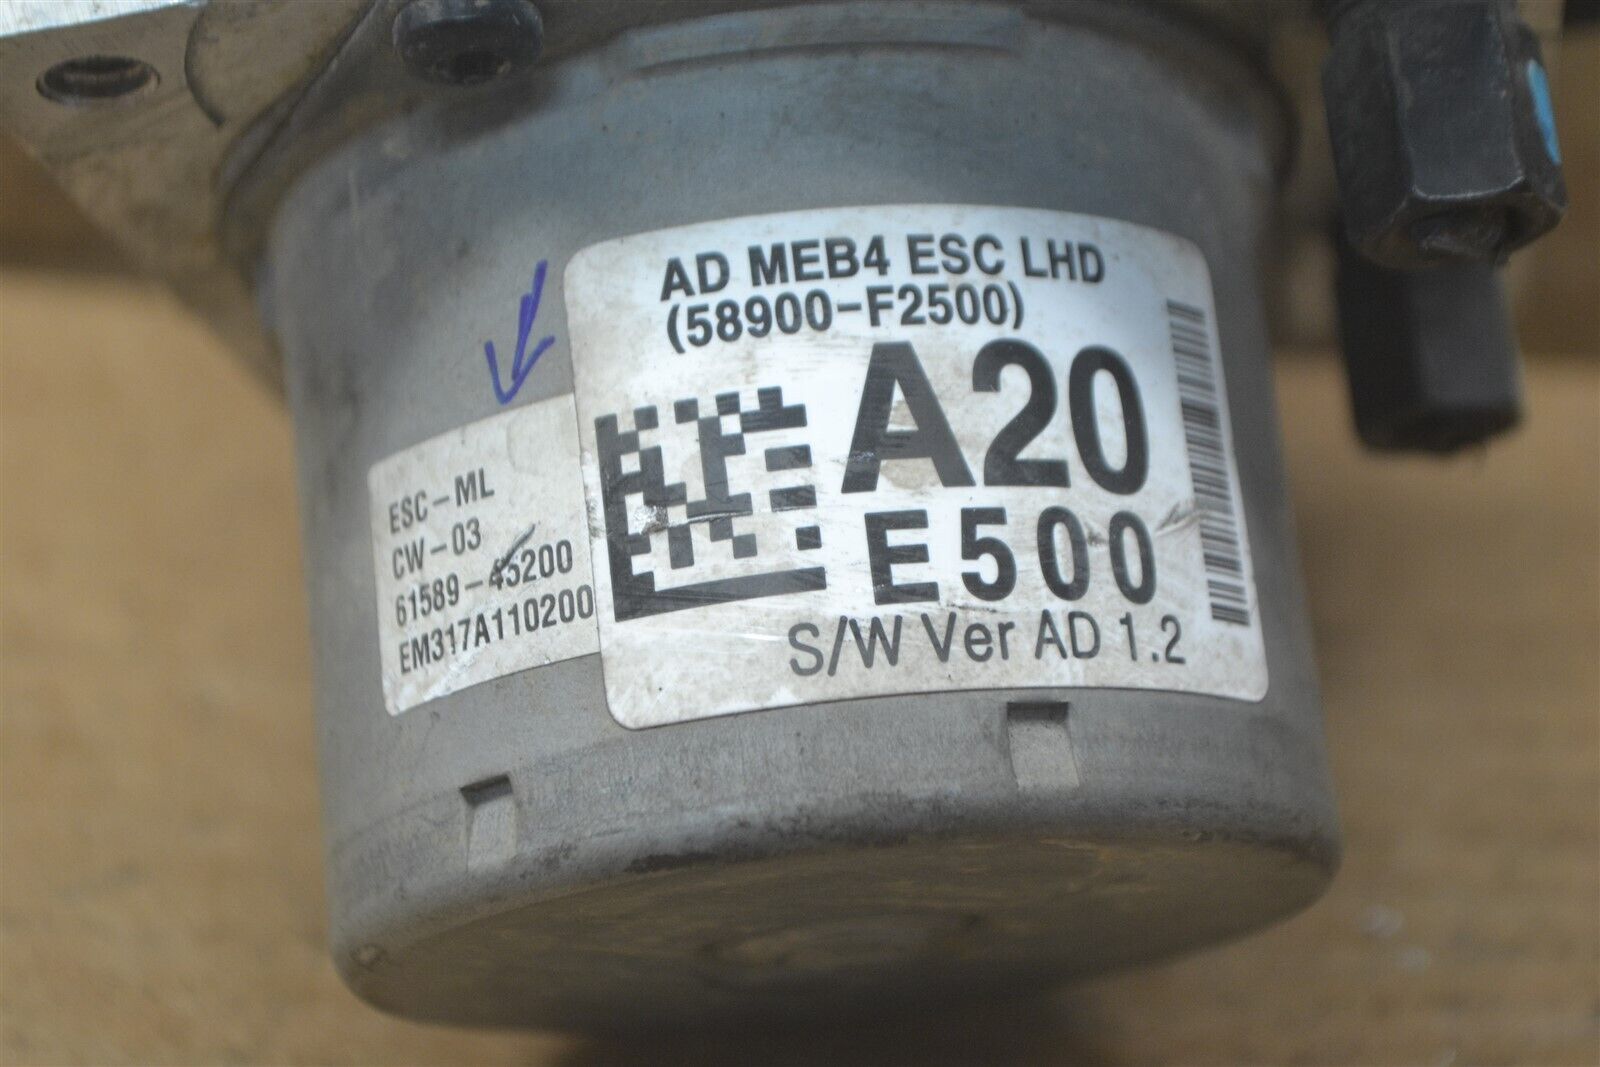 AD MEB4 ESC LHD
(58900-F2500)
A20
E500
S/W Ver AD 1.2
ESC-ML
CW-03
61589-45200
EM317A110200